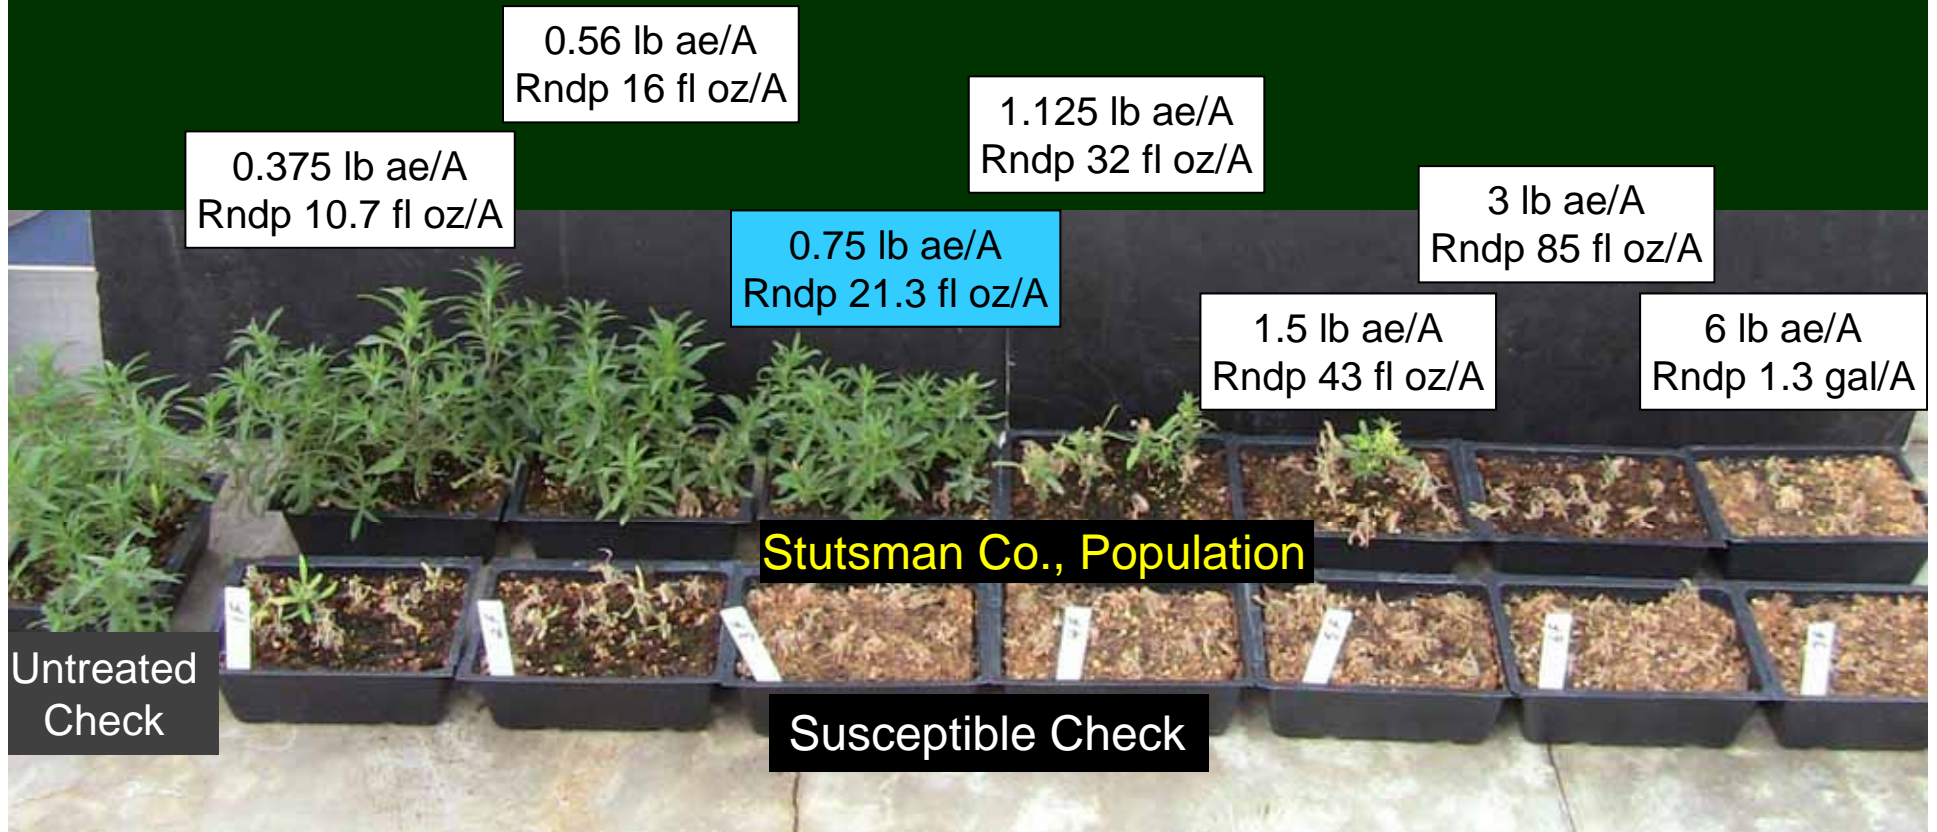 0.56 lb ae/A
Rndp 16 fl oz/A
1.125 lb ae/A
Rndp 32 fl oz/A
0.375 lb ae/A
Rndp 10.7 fl oz/A
3 lb ae/A
Rndp 85 fl oz/A
0.75 lb ae/A
Rndp 21.3 fl oz/A
1.5 lb ae/A
Rndp 43 fl oz/A
6 lb ae/A
Rndp 1.3 gal/A
Stutsman Co., Population
Untreated
Check
Susceptible Check